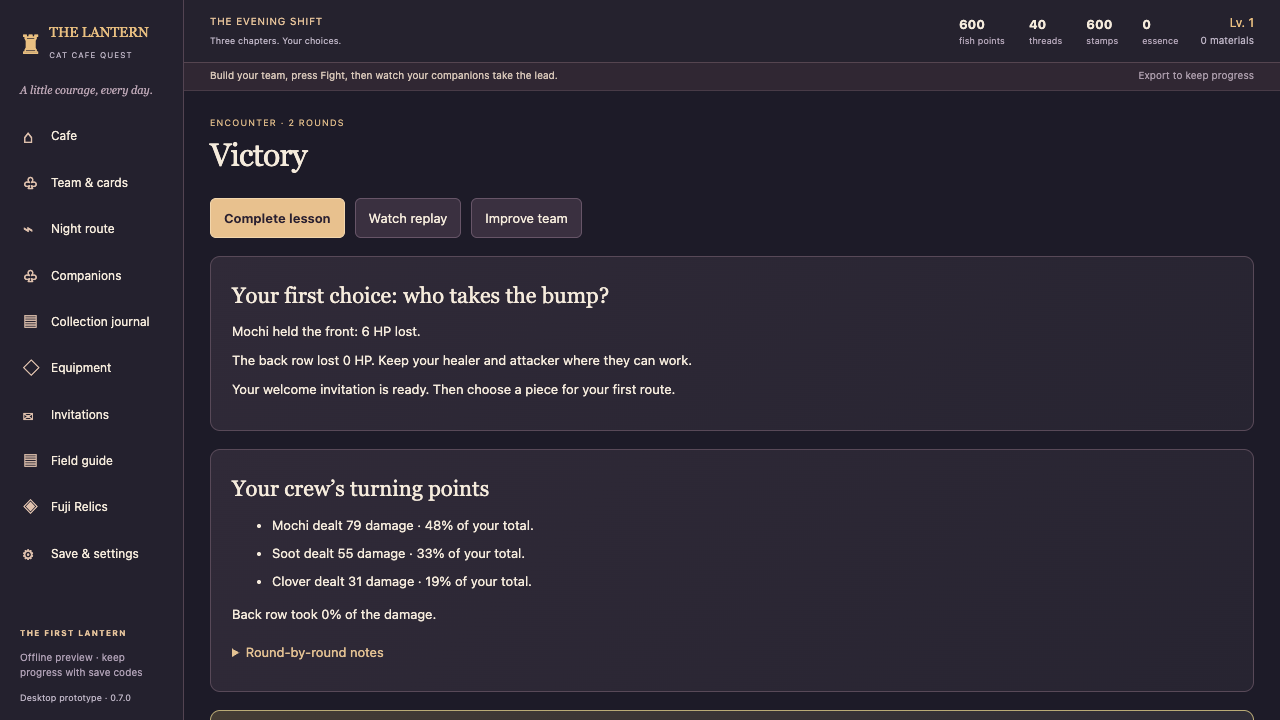 THE LANTERN
CAT CAFE QUEST
A little courage, every day.
Cafe
Team & cards
Night route
Companions
Collection journal
Equipment
Invitations
Field guide
Fuji Relics
Save & settings
THE FIRST LANTERN
Offline preview · keep
progress with save codes
Desktop prototype · 0.7.0
THE EVENING SHIFT
Three chapters. Your choices.
600
fish points
40
threads
600
stamps
0
essence
Lv. 1
0 materials
Build your team, press Fight, then watch your companions take the lead.
Export to keep progress
ENCOUNTER · 2 ROUNDS
Victory
Complete lesson
Watch replay
Improve team
Your first choice: who takes the bump?
Mochi held the front: 6 HP lost.
The back row lost 0 HP. Keep your healer and attacker where they can work.
Your welcome invitation is ready. Then choose a piece for your first route.
Your crew’s turning points
• Mochi dealt 79 damage · 48% of your total.
• Soot dealt 55 damage · 33% of your total.
• Clover dealt 31 damage · 19% of your total.
Back row took 0% of the damage.
Round-by-round notes